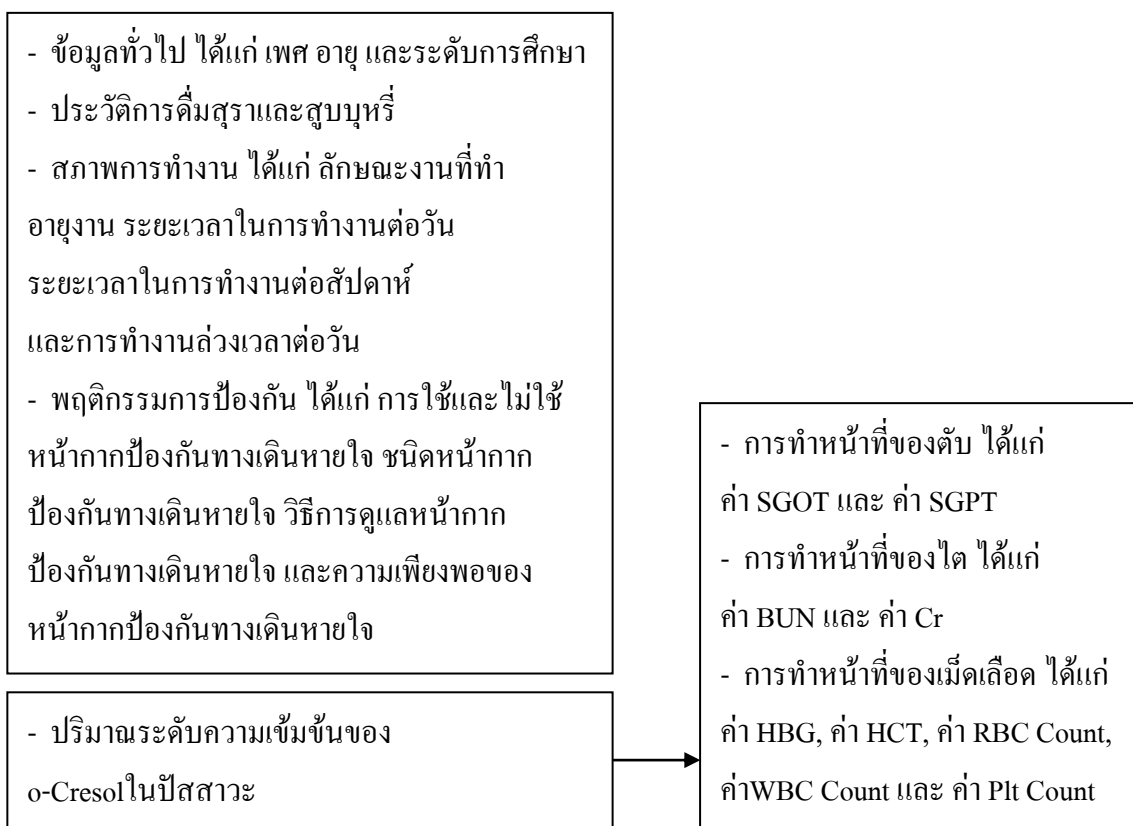 - ข้อมูลทั่วไป ได้แก่ เพศ อายุ และระดับการศึกษา
- ประวัติการดื่มสุราและสูบบุหรี่
- สภาพการทำงาน ได้แก่ ลักษณะงานที่ทำ
อายุงาน ระยะเวลาในการทำงานต่อวัน
ระยะเวลาในการทำงานต่อสัปดาห์
และการทำงานล่วงเวลาต่อวัน
- พฤติกรรมการป้องกัน ได้แก่ การใช้และไม่ใช้
หน้ากากป้องกันทางเดินหายใจ ชนิดหน้ากาก
ป้องกันทางเดินหายใจ วิธีการดูแลหน้ากาก
ป้องกันทางเดินหายใจ และความเพียงพอของ
หน้ากากป้องกันทางเดินหายใจ
- ปริมาณระดับความเข้มข้นของ
o-Cresolในปัสสาวะ
- การทำหน้าที่ของตับ ได้แก่
ค่า SGOT และ ค่า SGPT
- การทำหน้าที่ของไต ได้แก่
ค่า BUN และ ค่า Cr
- การทำหน้าที่ของเม็ดเลือด ได้แก่
ค่า HBG, ค่า HCT, ค่า RBC Count,
ค่าWBC Count และ ค่า Plt Count